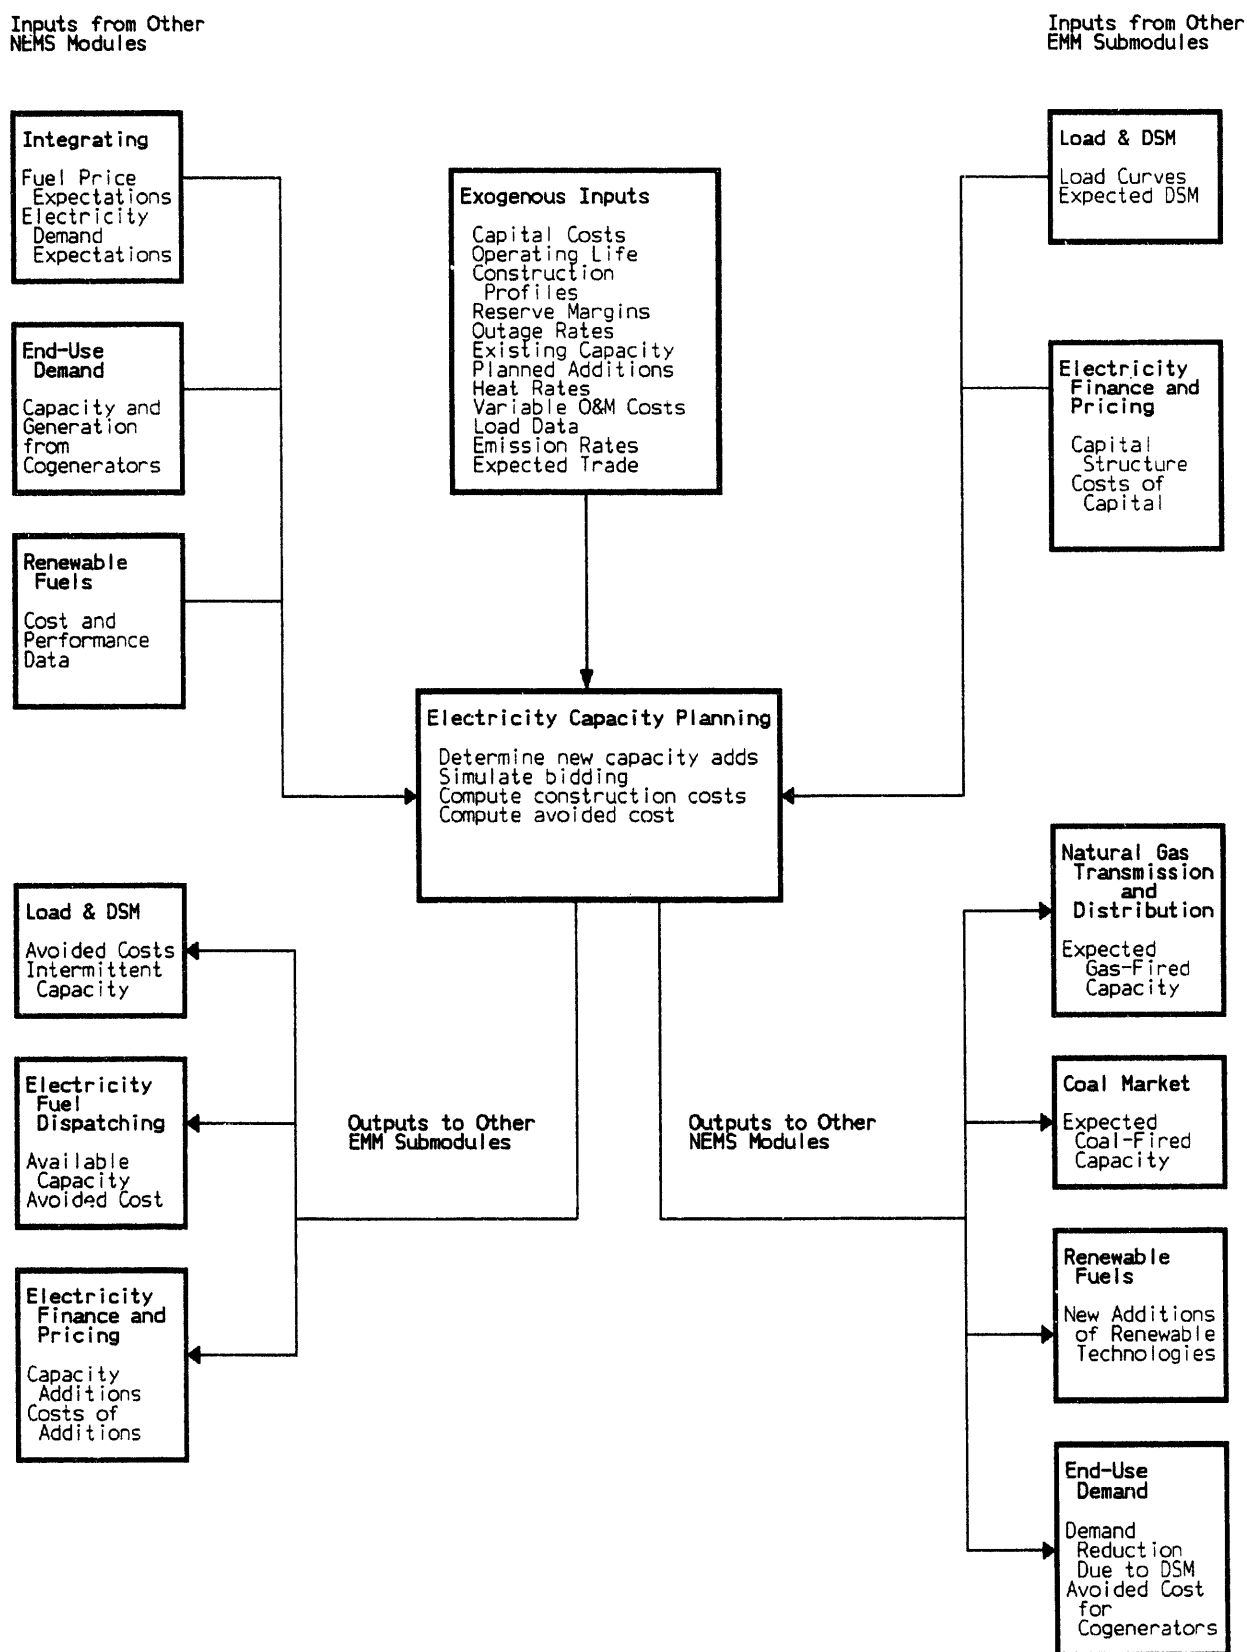 Inputs from Other
NEMS Modules
Inputs from Other
EMM Submodules
Integrating
Fuel Price
Expectations
Electricity
Demand
Expectations
End-Use
Demand
Capacity and
Generation
from
Cogenerators
Renewable
Fuels
Cost and
Performance
Data
Exogenous Inputs
Capital Costs
Operating Life
Construction
Profiles
Reserve Margins
Outage Rates
Existing Capacity
Planned Additions
Heat Rates
Variable O&M Costs
Load Data
Emission Rates
Expected Trade
Load & DSM
Load Curves
Expected DSM
Electricity
Finance and
Pricing
Capital
Structure
Costs of
Capital
Electricity Capacity Planning
Determine new capacity adds
Simulate bidding
Compute construction costs
Compute avoided cost
Load & DSM
Avoided Costs
Intermittent
Capacity
Electricity
Fuel
Dispatching
Available
Capacity
Avoided Cost
Electricity
Finance and
Pricing
Capacity
Additions
Costs of
Additions
Outputs to Other
EMM Submodules
Outputs to Other
NEMS Modules
Natural Gas
Transmission
and
Distribution
Expected
Gas-Fired
Capacity
Coal Market
Expected
Coal-Fired
Capacity
Renewable
Fuels
New Additions
of Renewable
Technologies
End-Use
Demand
Demand
Reduction
Due to DSM
Avoided Cost
for
Cogenerators